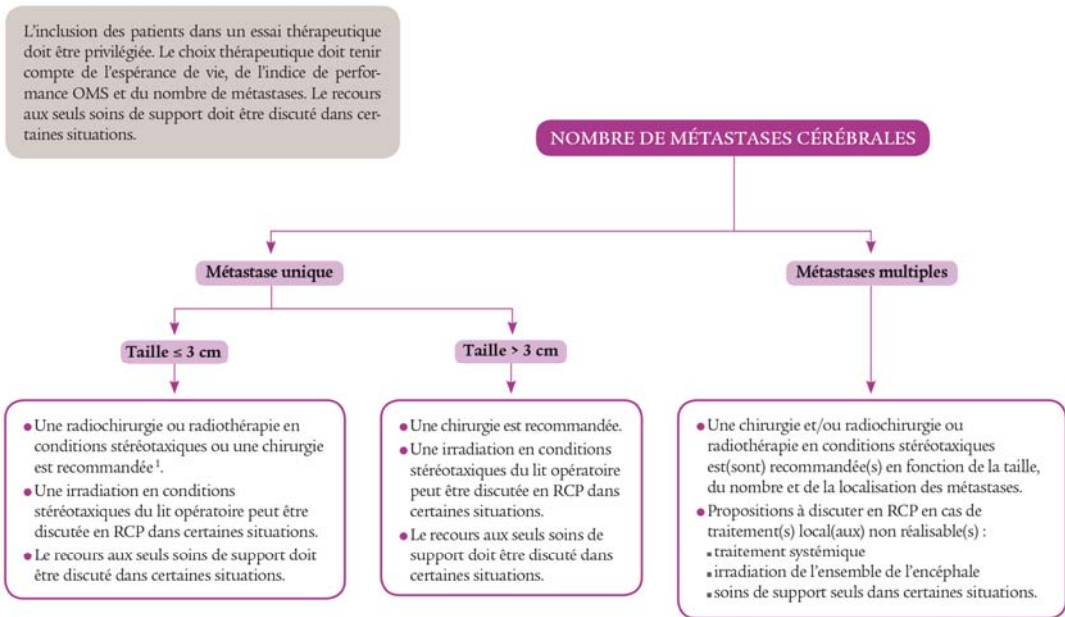 L'inclusion des patients dans un essai thérapeutique
doit être privilégiée. Le choix thérapeutique doit tenir
compte de l'espérance de vie, de l'indice de perfor-
mance OMS et du nombre de métastases. Le recours
aux seuls soins de support doit être discuté dans cer-
taines situations.
NOMBRE DE MÉTASTASES CÉRÉBRALES
Métastase unique
Métastases multiples
Taille ≤ 3 cm
Taille > 3 cm
• Une radiochirurgie ou radiothérapie en
conditions stéréotaxiques ou une chirurgie
est recommandée¹.
• Une irradiation en conditions
stéréotaxiques du lit opératoire peut être
discutée en RCP dans certaines situations.
• Le recours aux seuls soins de support doit
être discuté dans certaines situations.
• Une chirurgie est recommandée.
• Une irradiation en conditions
stéréotaxiques du lit opératoire
peut être discutée en RCP dans
certaines situations.
• Le recours aux seuls soins de
support doit être discuté dans
certaines situations.
• Une chirurgie et/ou radiochirurgie ou
radiothérapie en conditions stéréotaxiques
est(sont) recommandée(s) en fonction de la taille,
du nombre et de la localisation des métastases.
• Propositions à discuter en RCP en cas de
traitement(s) local(aux) non réalisable(s) :
▪ traitement systémique
▪ irradiation de l'ensemble de l'encéphale
▪ soins de support seuls dans certaines situations.